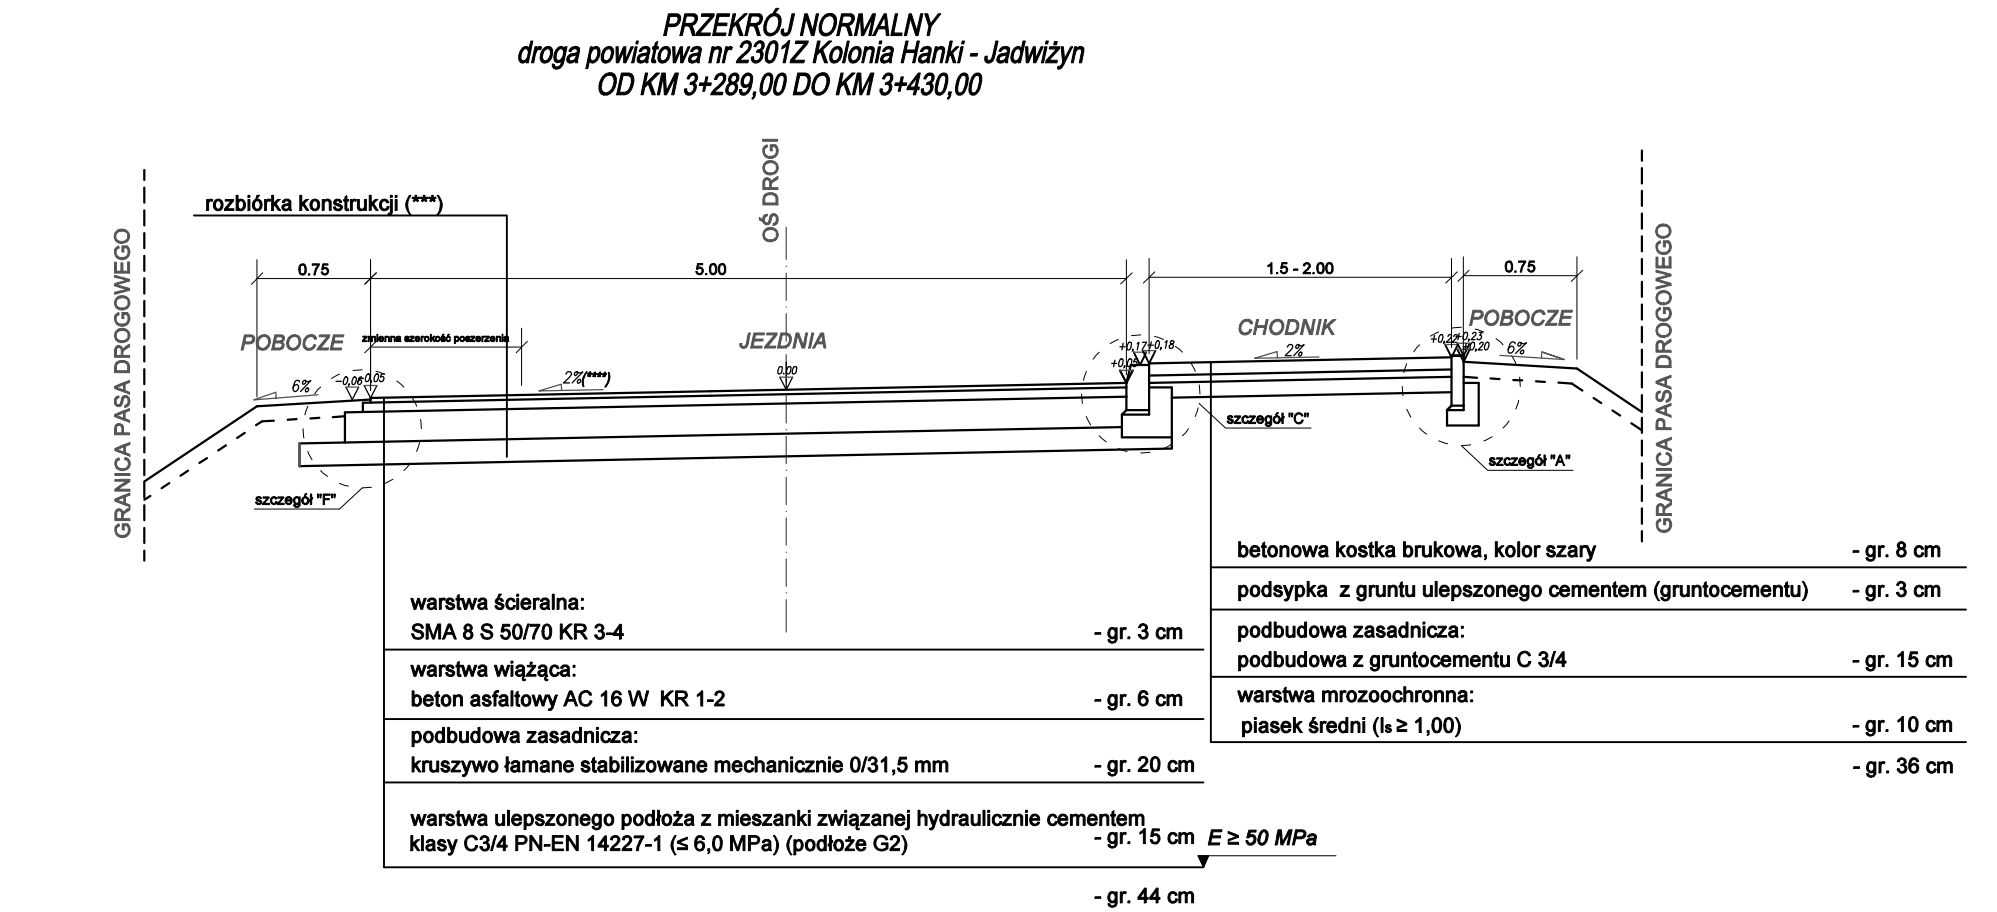 PRZEKRÓJ NORMALNY
droga powiatowa nr 2301Z Kolonia Hanki - Jadwiżyn
OD KM 3+289,00 DO KM 3+430,00
GRANICA PASA DROGOWEGO
OŚ DROGI
GRANICA PASA DROGOWEGO
rozbiórka konstrukcji (***)
0.75
5.00
1.5 - 2.00
0.75
POBOCZE
zmienna szerokość poszerzenia
JEZDNIA
CHODNIK
POBOCZE
6%
-0,06
-0,05
2%(****)
0.00
+0,05
+0,17
+0,18
2%
+0,22
+0,23
+0,20
6%
szczegół "F"
szczegół "C"
szczegół "A"
warstwa ścieralna:
SMA 8 S 50/70 KR 3-4 - gr. 3 cm
warstwa wiążąca:
beton asfaltowy AC 16 W KR 1-2 - gr. 6 cm
podbudowa zasadnicza:
kruszywo łamane stabilizowane mechanicznie 0/31,5 mm - gr. 20 cm
warstwa ulepszonego podłoża z mieszanki związanej hydraulicznie cementem
klasy C3/4 PN-EN 14227-1 (≤ 6,0 MPa) (podłoże G2) - gr. 15 cm
E ≥ 50 MPa
- gr. 44 cm
betonowa kostka brukowa, kolor szary - gr. 8 cm
podsypka z gruntu ulepszonego cementem (gruntocementu) - gr. 3 cm
podbudowa zasadnicza:
podbudowa z gruntocementu C 3/4 - gr. 15 cm
warstwa mrozoochronna:
piasek średni (Is ≥ 1,00) - gr. 10 cm
- gr. 36 cm